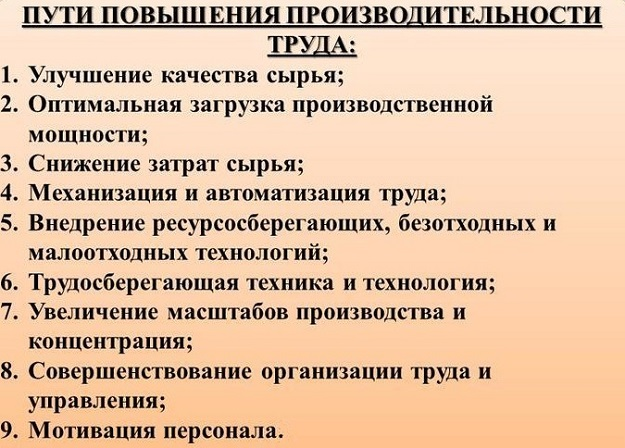 ПУТИ ПОВЫШЕНИЯ ПРОИЗВОДИТЕЛЬНОСТИ
ТРУДА:
1. Улучшение качества сырья;
2. Оптимальная загрузка производственной
мощности;
3. Снижение затрат сырья;
4. Механизация и автоматизация труда;
5. Внедрение ресурсосберегающих, безотходных и
малоотходных технологий;
6. Трудосберегающая техника и технология;
7. Увеличение масштабов производства и
концентрация;
8. Совершенствование организации труда и
управления;
9. Мотивация персонала.